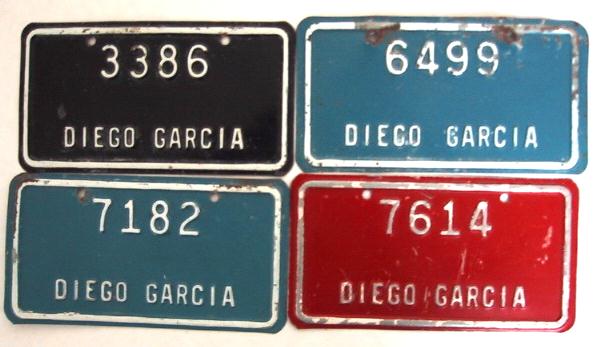 3386
DIEGO GARCIA
6499
DIEGO GARCIA
7182
DIEGO GARCIA
7614
DIEGO GARCIA